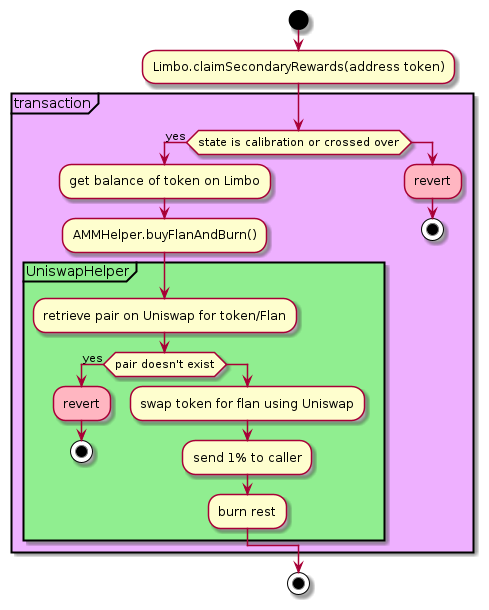 Limbo.claimSecondaryRewards(address token)
transaction
yes
state is calibration or crossed over
get balance of token on Limbo
revert
AMMHelper.buyFlanAndBurn()
UniswapHelper
retrieve pair on Uniswap for token/Flan
yes
pair doesn't exist
revert
swap token for flan using Uniswap
send 1% to caller
burn rest